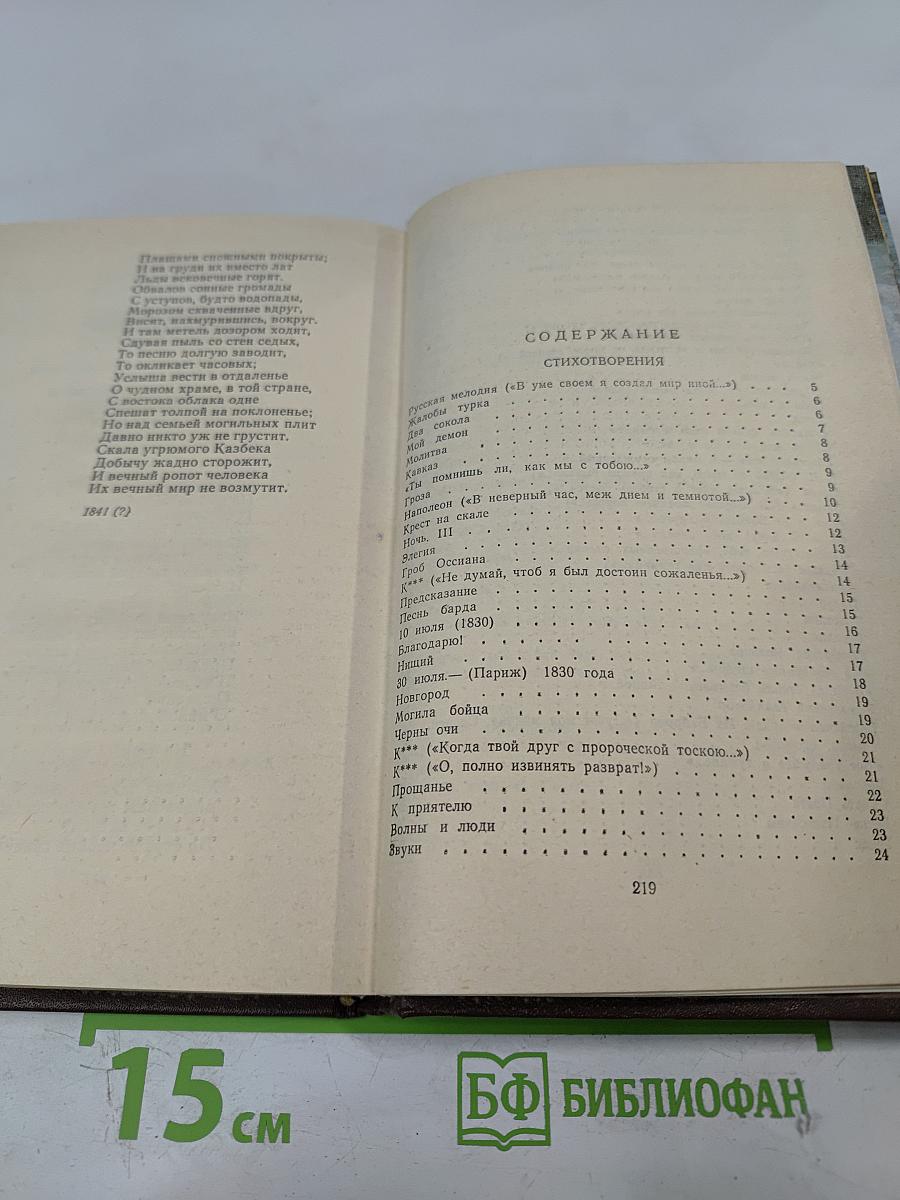 Плащами снежными покрыты;
И на груди их вместо лат
Льды вековечные горят.
Обвалов сонные громады
С уступов, будто водопады,
Морозом схваченные вдруг,
Висят, нахмурившись, вокруг.
И там метель дозором ходит,
Сдувая пыль со стен седых,
То песню долгую заводит,
То окликает часовых;
Услыша вести в отдаленье
О чудном храме, в той стране,
С востока облака одне
Спешат толпой на поклоненье;
Но над семьей могильных плит
Давно никто уж не грустит.
Скала угрюмого Казбека
Добычу жадно сторожит,
И вечный ропот человека
Их вечный мир не возмутит.
1841 (?)
СОДЕРЖАНИЕ
СТИХОТВОРЕНИЯ
Русская мелодия («В уме своем я создал мир иной...») . . . 5
Жалобы турка . . . 6
Два сокола . . . 6
Мой демон . . . 7
Молитва . . . 8
Кавказ . . . 8
«Ты помнишь ли, как мы с тобою...» . . . 9
Гроза . . . 9
Наполеон («В неверный час, меж днем и темнотой...») . . . 10
Крест на скале . . . 12
Ночь. III . . . 12
Элегия . . . 13
Гроб Оссиана . . . 14
К*** («Не думай, чтоб я был достоин сожаленья...») . . . 14
Предсказание . . . 15
Песнь барда . . . 15
10 июля (1830) . . . 16
Благодарю! . . . 17
Нищий . . . 17
30 июля.— (Париж) 1830 года . . . 18
Новгород . . . 19
Могила бойца . . . 19
Черны очи . . . 20
К*** («Когда твой друг с пророческой тоскою...») . . . 21
К*** («О, полно извинять разврат!») . . . 21
Прощанье . . . 22
К приятелю . . . 23
Волны и люди . . . 23
Звуки . . . 24
219
15 см
БФ БИБЛИОФАН